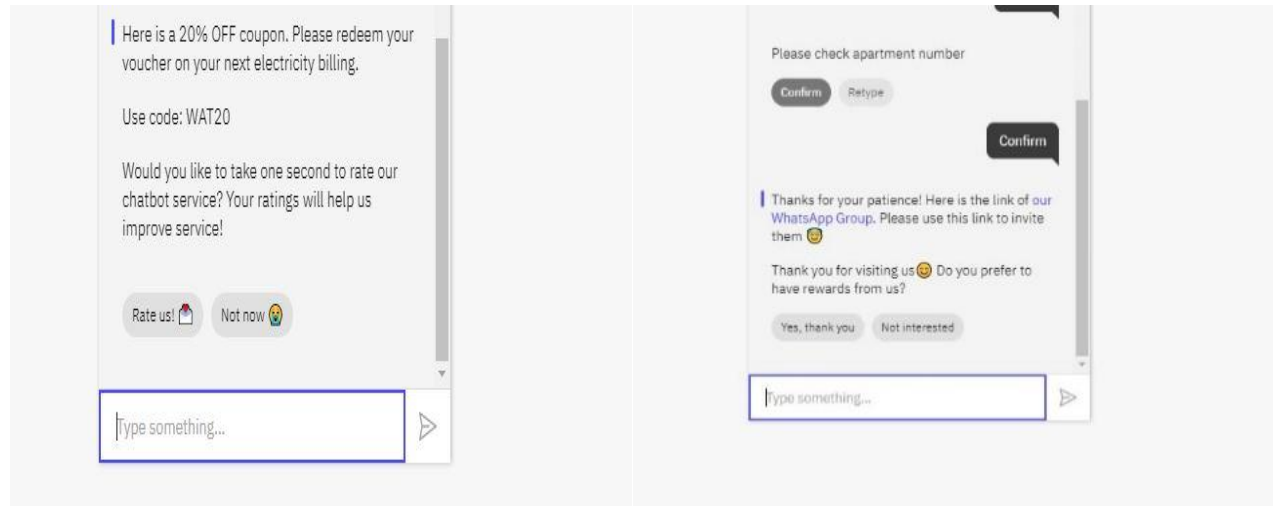 Here is a 20% OFF coupon. Please redeem your
voucher on your next electricity billing.
Use code: WAT20
Would you like to take one second to rate our
chatbot service? Your ratings will help us
improve service!
Rate us! 📩 Not now 😭
Type something...
Please check apartment number
Confirm Retype
Confirm
Thanks for your patience! Here is the link of our
WhatsApp Group. Please use this link to invite
them 😇
Thank you for visiting us😊 Do you prefer to
have rewards from us?
Yes, thank you Not interested
Type something...